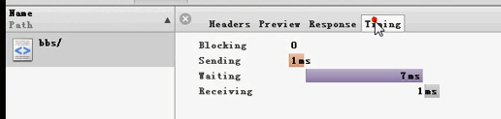 Name
Path
Headers Preview Response Timing
bbs/
Blocking 0
Sending 1ms
Waiting 7ms
Receiving 1ms